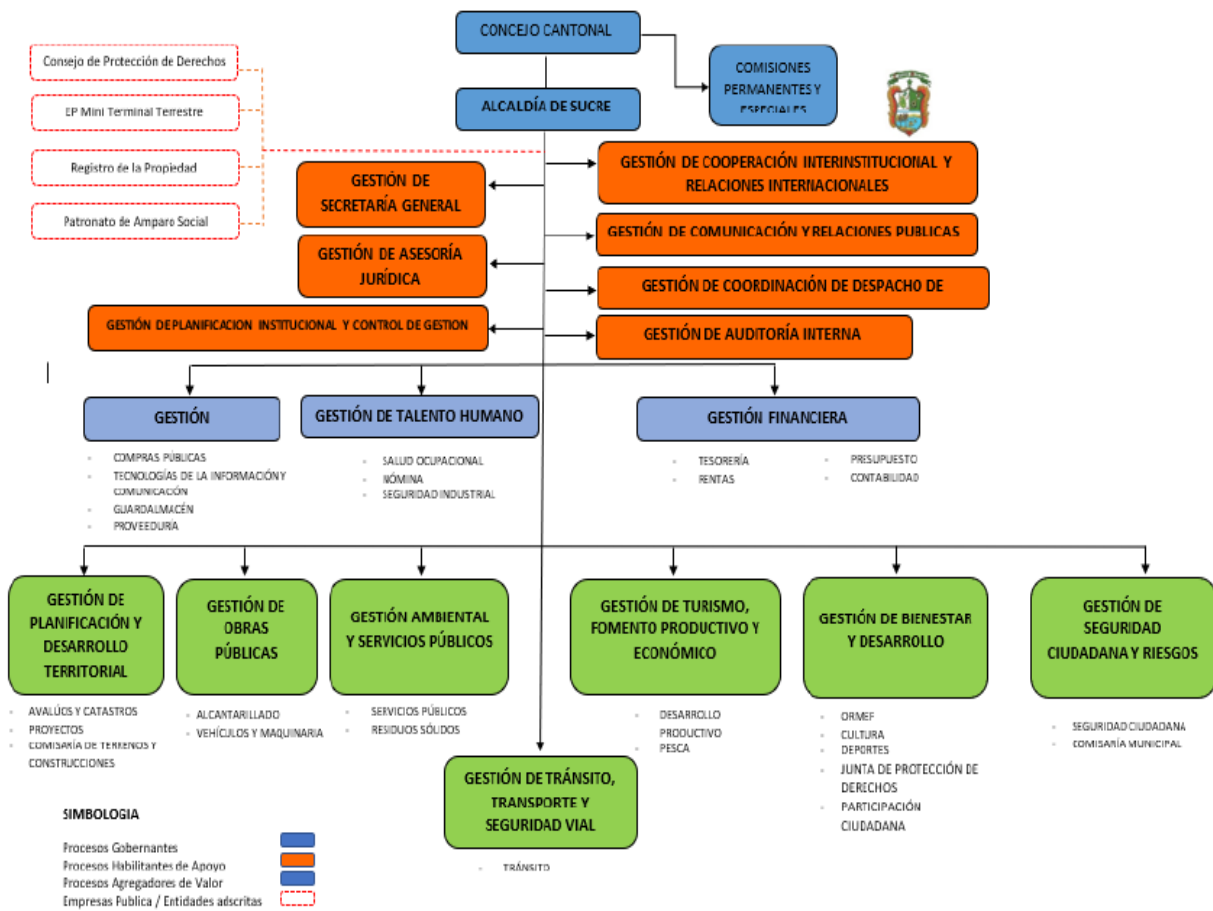 CONCEJO CANTONAL
COMISIONES
PERMANENTES Y
ESPECIALES
ALCALDÍA DE SUCRE
Consejo de Protección de Derechos
EP Mini Terminal Terrestre
Registro de la Propiedad
Patronato de Amparo Social
GESTIÓN DE
SECRETARÍA GENERAL
GESTIÓN DE COOPERACIÓN INTERINSTITUCIONAL Y
RELACIONES INTERNACIONALES
GESTIÓN DE COMUNICACIÓN Y RELACIONES PUBLICAS
GESTIÓN DE ASESORÍA
JURÍDICA
GESTIÓN DE COORDINACIÓN DE DESPACHO DE
GESTIÓN DE PLANIFICACION INSTITUCIONAL Y CONTROL DE GESTION
GESTIÓN DE AUDITORÍA INTERNA
GESTIÓN
COMPRAS PÚBLICAS
TECNOLOGÍAS DE LA INFORMACIÓN Y
COMUNICACIÓN
GUARDALMACÉN
PROVEEDURÍA
GESTIÓN DE TALENTO HUMANO
SALUD OCUPACIONAL
NÓMINA
SEGURIDAD INDUSTRIAL
GESTIÓN FINANCIERA
TESORERÍA
RENTAS
PRESUPUESTO
CONTABILIDAD
GESTIÓN DE
PLANIFICACIÓN Y
DESARROLLO
TERRITORIAL
AVALÚOS Y CATASTROS
PROYECTOS
COMISARÍA DE TERRENOS Y
CONSTRUCCIONES
GESTIÓN DE
OBRAS
PÚBLICAS
ALCANTARILLADO
VEHÍCULOS Y MAQUINARIA
GESTIÓN AMBIENTAL
Y SERVICIOS PÚBLICOS
SERVICIOS PÚBLICOS
RESIDUOS SÓLIDOS
GESTIÓN DE TURISMO,
FOMENTO PRODUCTIVO Y
ECONÓMICO
DESARROLLO
PRODUCTIVO
PESCA
GESTIÓN DE BIENESTAR
Y DESARROLLO
ORMEF
CULTURA
DEPORTES
JUNTA DE PROTECCIÓN DE
DERECHOS
PARTICIPACIÓN
CIUDADANA
GESTIÓN DE
SEGURIDAD
CIUDADANA Y RIESGOS
SEGURIDAD CIUDADANA
COMISARÍA MUNICIPAL
GESTIÓN DE TRÁNSITO,
TRANSPORTE Y
SEGURIDAD VIAL
TRÁNSITO
SIMBOLOGIA
Procesos Gobernantes
Procesos Habilitantes de Apoyo
Procesos Agregadores de Valor
Empresas Publica / Entidades adscritas